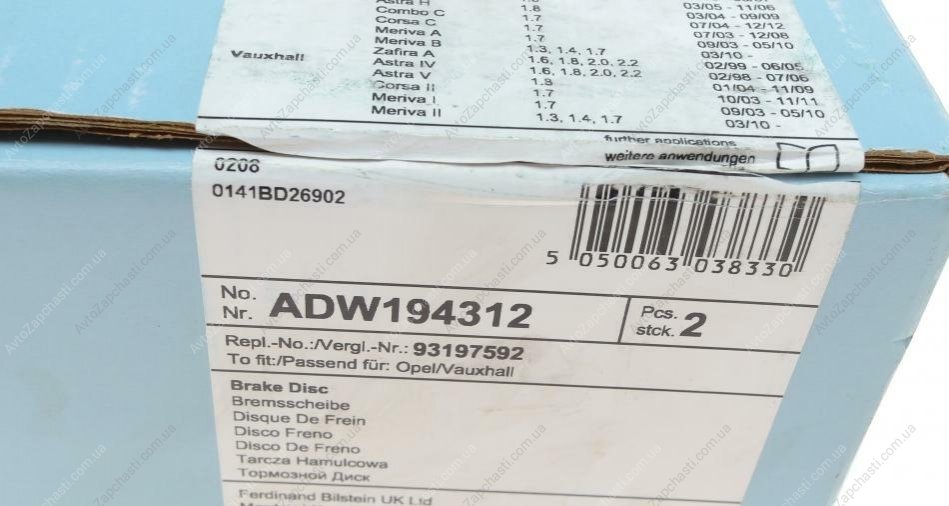 Astra H 1.8
Combo C 1.8 03/05 - 11/06
Corsa C 1.7 03/04 - 09/09
Meriva A 1.7 07/04 - 12/12
Meriva B 1.7 07/03 - 12/08
Zafira A 1.3, 1.4, 1.7 09/03 - 05/10
Vauxhall Astra IV 1.6, 1.8, 2.0, 2.2 03/10 -
Astra V 1.6, 1.8, 2.0, 2.2 02/99 - 06/05
Corsa II 1.8 02/98 - 07/06
Meriva I 1.7 01/04 - 11/09
Meriva II 1.7 10/03 - 11/11
1.3, 1.4, 1.7 09/03 - 05/10
03/10 -
further applications
weitere anwendungen
0206
0141BD26902
5 050063 038330
No. Nr. ADW194312
Pcs. stck. 2
Repl.-No.:/Vergl.-Nr.: 93197592
To fit:/Passend für: Opel/Vauxhall
Brake Disc
Bremsscheibe
Disque De Frein
Disco Freno
Disco De Freno
Tarcza Hamulcowa
Тормозной Диск
Ferdinand Bilstein UK Ltd
AvtoZapchasti.com.ua